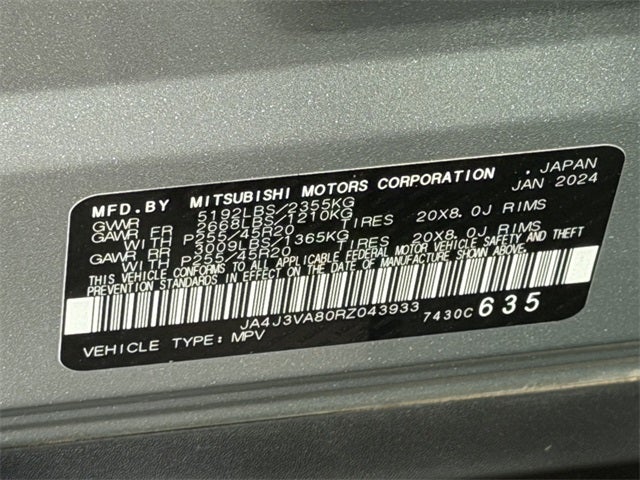 MFD. BY MITSUBISHI MOTORS CORPORATION . JAPAN
GVWR 5192LBS/2355KG JAN 2024
GAWR FR 2668LBS/1210KG
WITH P255/45R20 TIRES 20X8.0J RIMS
GAWR RR 3009LBS/1365KG
WITH P255/45R20 TIRES 20X8.0J RIMS
THIS VEHICLE CONFORMS TO ALL APPLICABLE FEDERAL MOTOR VEHICLE SAFETY AND THEFT
PREVENTION STANDARDS IN EFFECT ON THE DATE OF MANUFACTURE SHOWN ABOVE.
JA4J3VA80RZ043933 7430C 635
VEHICLE TYPE: MPV